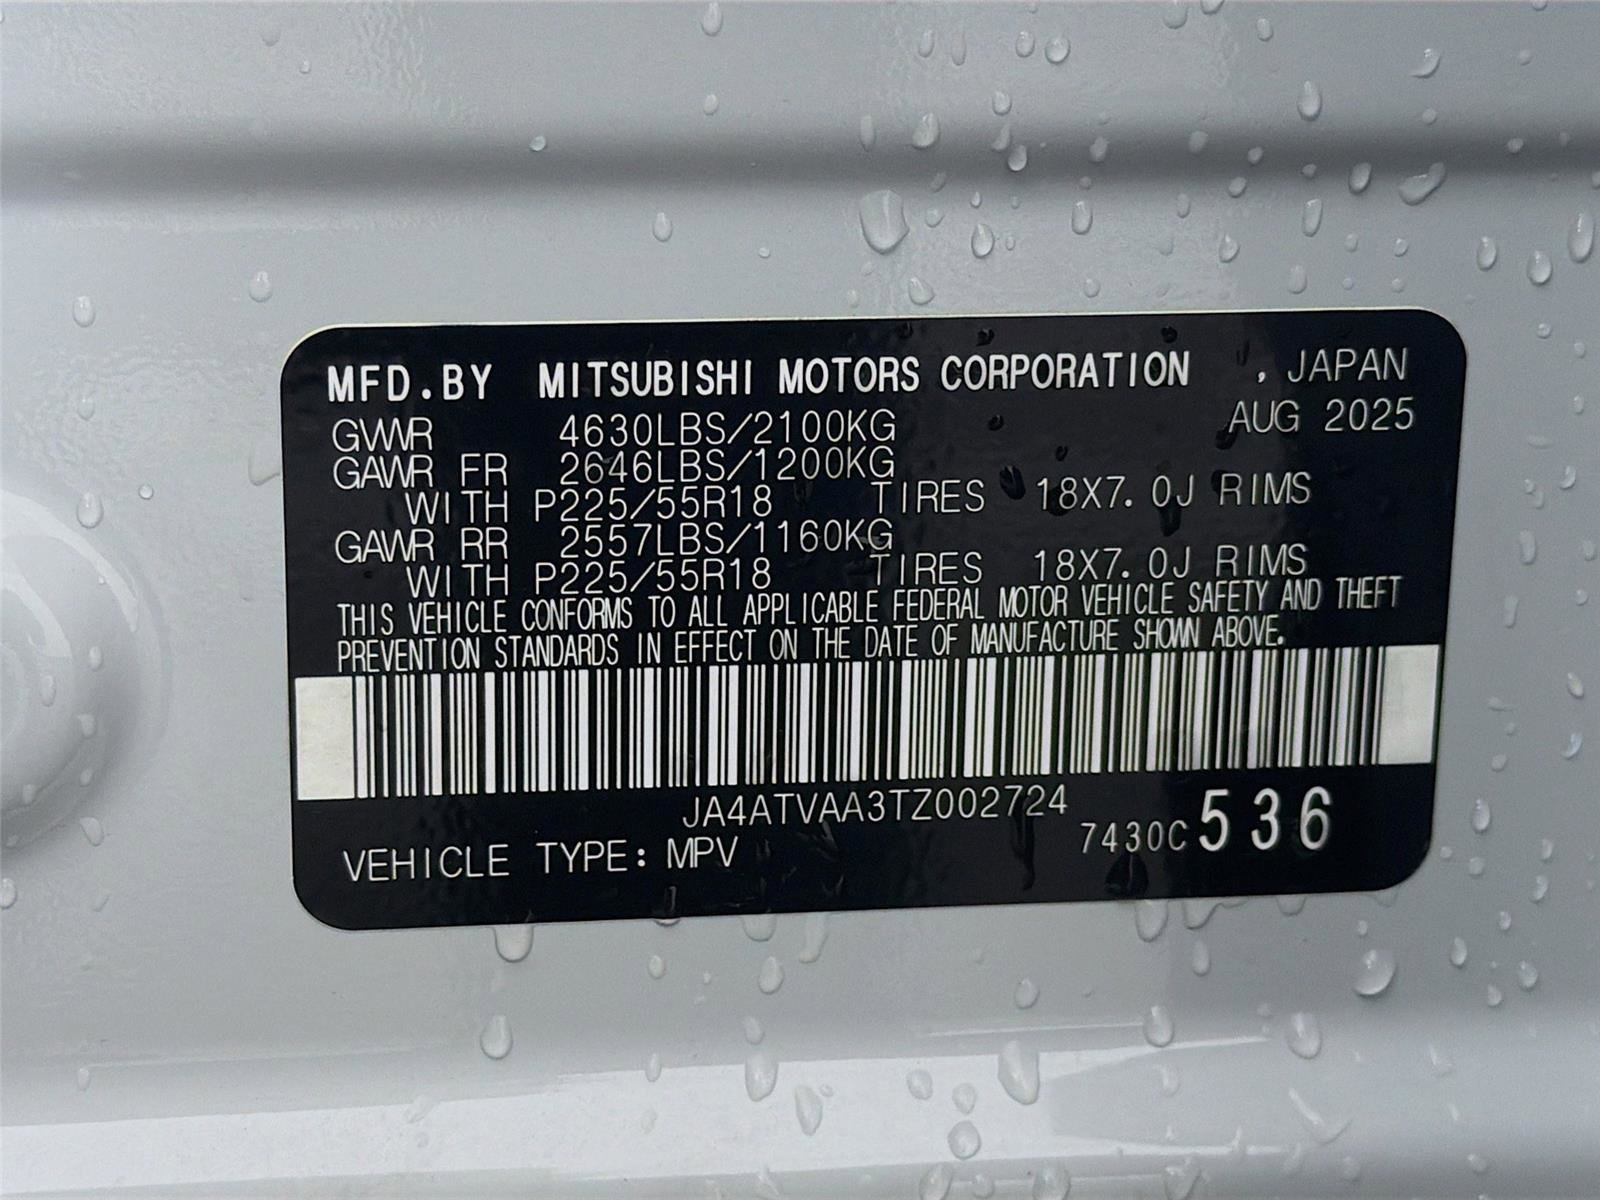 MFD.BY MITSUBISHI MOTORS CORPORATION , JAPAN
GVWR 4630LBS/2100KG AUG 2025
GAWR FR 2646LBS/1200KG
WITH P225/55R18 TIRES 18X7.0J RIMS
GAWR RR 2557LBS/1160KG
WITH P225/55R18 TIRES 18X7.0J RIMS
THIS VEHICLE CONFORMS TO ALL APPLICABLE FEDERAL MOTOR VEHICLE SAFETY AND THEFT
PREVENTION STANDARDS IN EFFECT ON THE DATE OF MANUFACTURE SHOWN ABOVE.
JA4ATVAA3TZ002724
VEHICLE TYPE: MPV 7430C 536